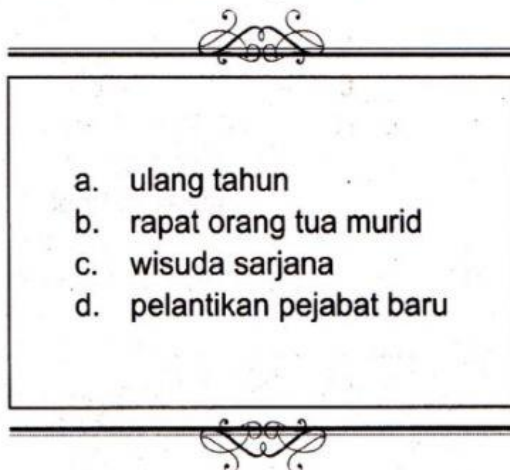 a. ulang tahun
b. rapat orang tua murid
c. wisuda sarjana
d. pelantikan pejabat baru